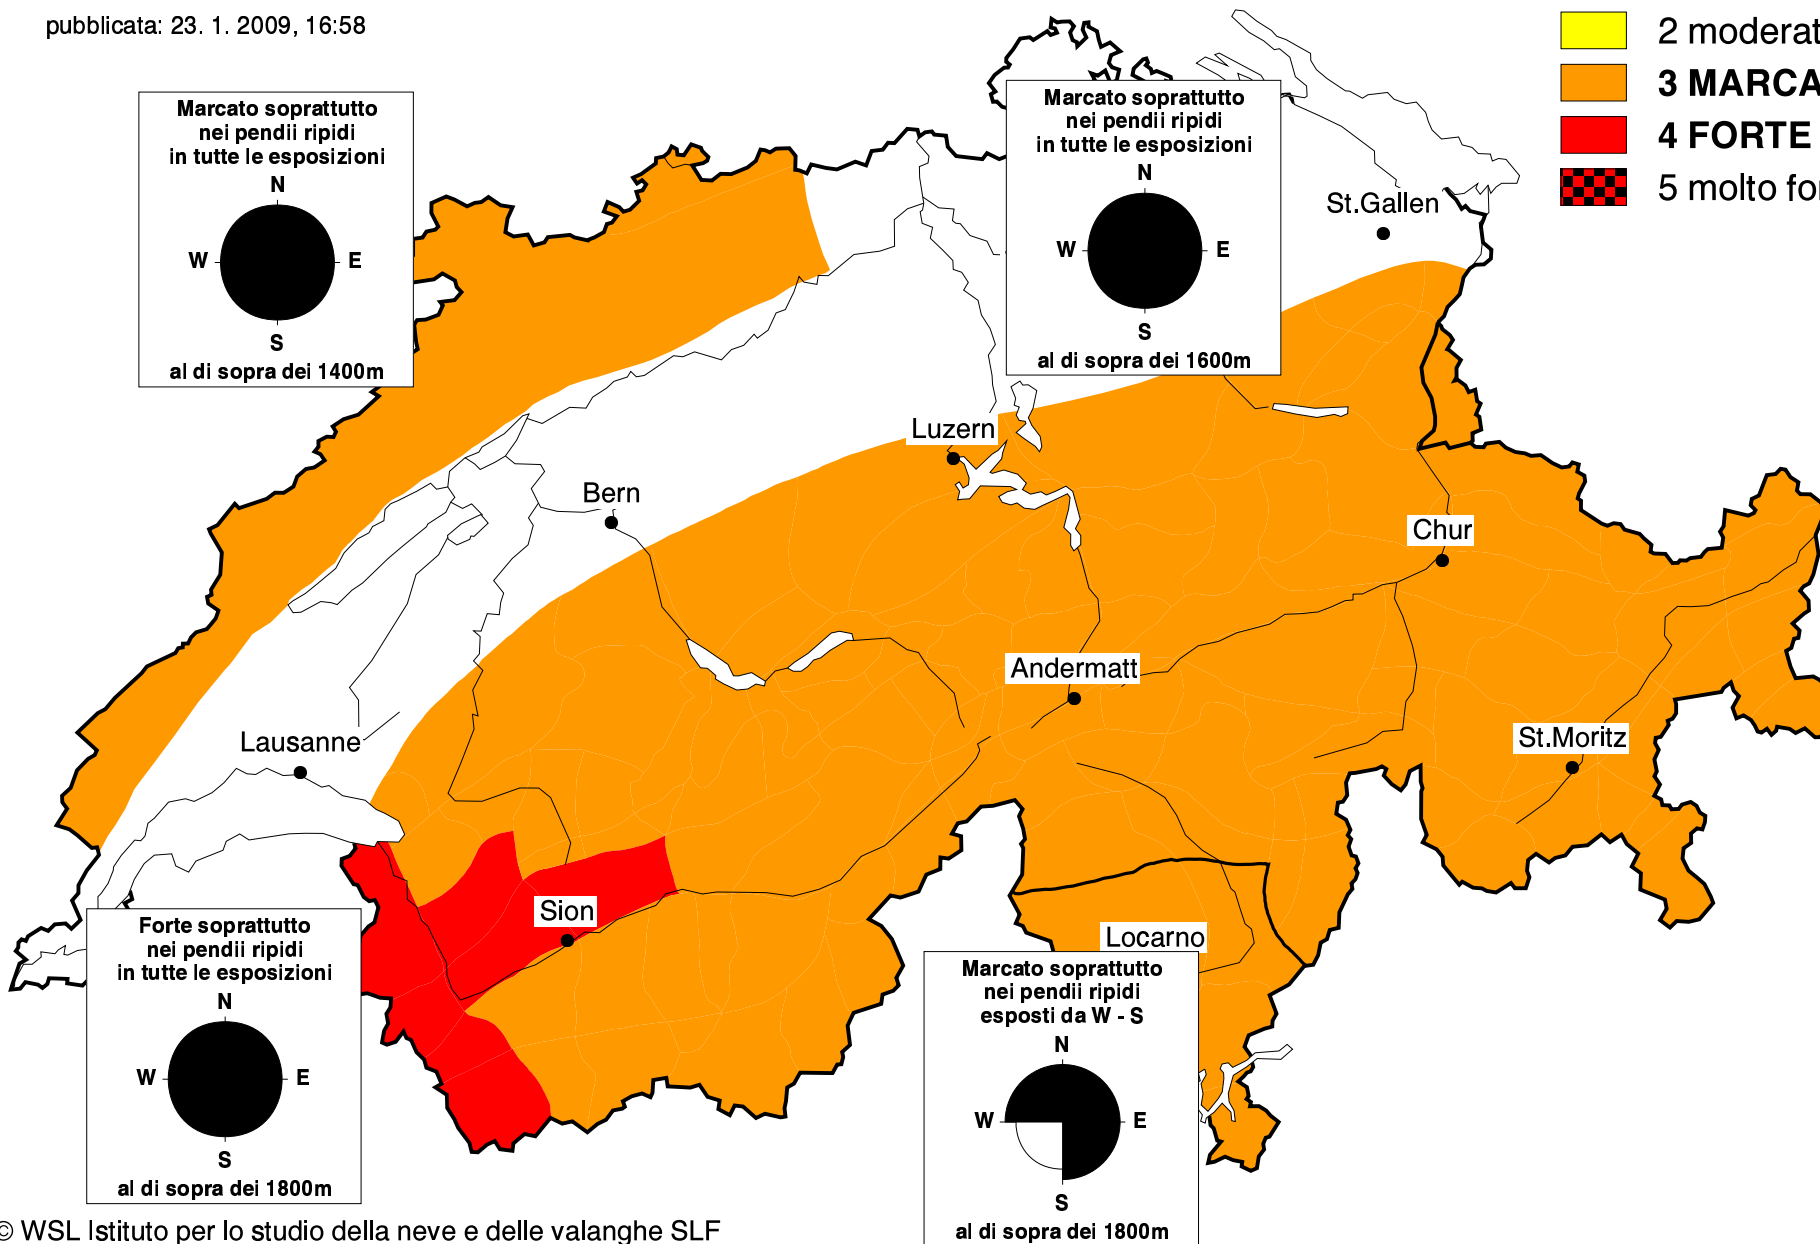 pubblicata: 23. 1. 2009, 16:58
2 moderat
3 MARCA
4 FORTE
5 molto for
Marcato soprattutto
nei pendii ripidi
in tutte le esposizioni
N
W E
S
al di sopra dei 1400m
Marcato soprattutto
nei pendii ripidi
in tutte le esposizioni
N
W E
S
al di sopra dei 1600m
St.Gallen
Luzern
Bern
Chur
Andermatt
St.Moritz
Lausanne
Sion
Locarno
Forte soprattutto
nei pendii ripidi
in tutte le esposizioni
N
W E
S
al di sopra dei 1800m
Marcato soprattutto
nei pendii ripidi
esposti da W - S
N
W E
S
al di sopra dei 1800m
© WSL Istituto per lo studio della neve e delle valanghe SLF